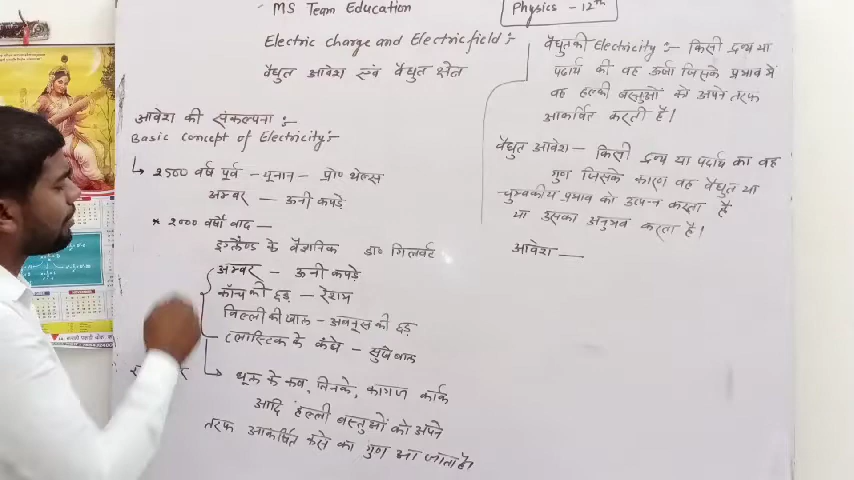 MS Team Education
Physics - 12th
Electric charge and Electric field :-
वैधुत आवेश एवं वैधुत क्षेत्र
आवेश की संकल्पना :-
Basic concept of Electricity :-
2500 वर्ष पूर्व - यूनान - प्रो० थेल्स
अम्बर - ऊनी कपड़े
* 2000 वर्षों बाद -
इंग्लैण्ड के वैज्ञानिक डा० गिलबर्ट
अम्बर - ऊनी कपड़े
काँच की छड़ - रेशम
बिल्ली की खाल - आबनूस की छड़
प्लास्टिक के कंघे - सुखे बाल
धूल के कण, तिनके, कागज कार्क
आदि हल्की वस्तुओं को अपने
तरफ आकर्षित करने का गुण आ जाता है।
वैधुतकी Electricity :- किसी द्रव्य या
पदार्थ की वह ऊर्जा जिसके प्रभाव में
वह हल्की वस्तुओं को अपने तरफ
आकर्षित करती है।
वैधुत आवेश - किसी द्रव्य या पदार्थ का वह
गुण जिसके कारण वह वैधुत या
चुम्बकीय प्रभाव को उत्पन्न करता है
या उसका अनुभव करता है।
आवेश -